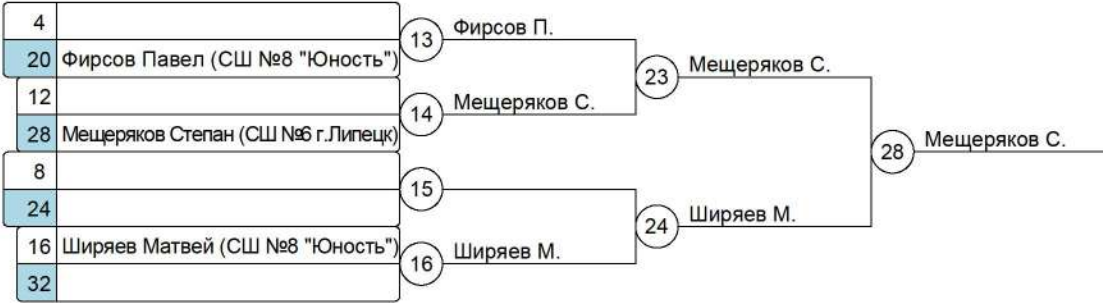 4
20 Фирсов Павел (СШ №8 "Юность")
13 Фирсов П.
12
28 Мещеряков Степан (СШ №6 г.Липецк)
14 Мещеряков С.
23 Мещеряков С.
8
24
15
16 Ширяев Матвей (СШ №8 "Юность")
32
16 Ширяев М.
24 Ширяев М.
28 Мещеряков С.